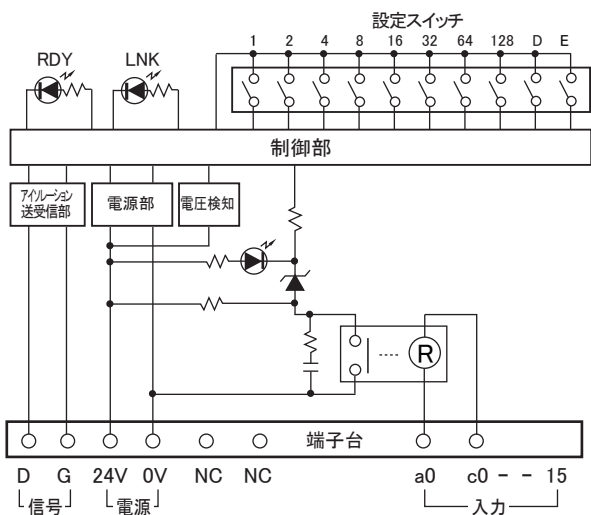 設定スイッチ
RDY LNK 1 2 4 8 16 32 64 128 D E
制御部
アイソレーション
送受信部
電源部
電圧検知
R
端子台
D G 24V 0V NC NC a0 c0 - - 15
信号 電源 入力